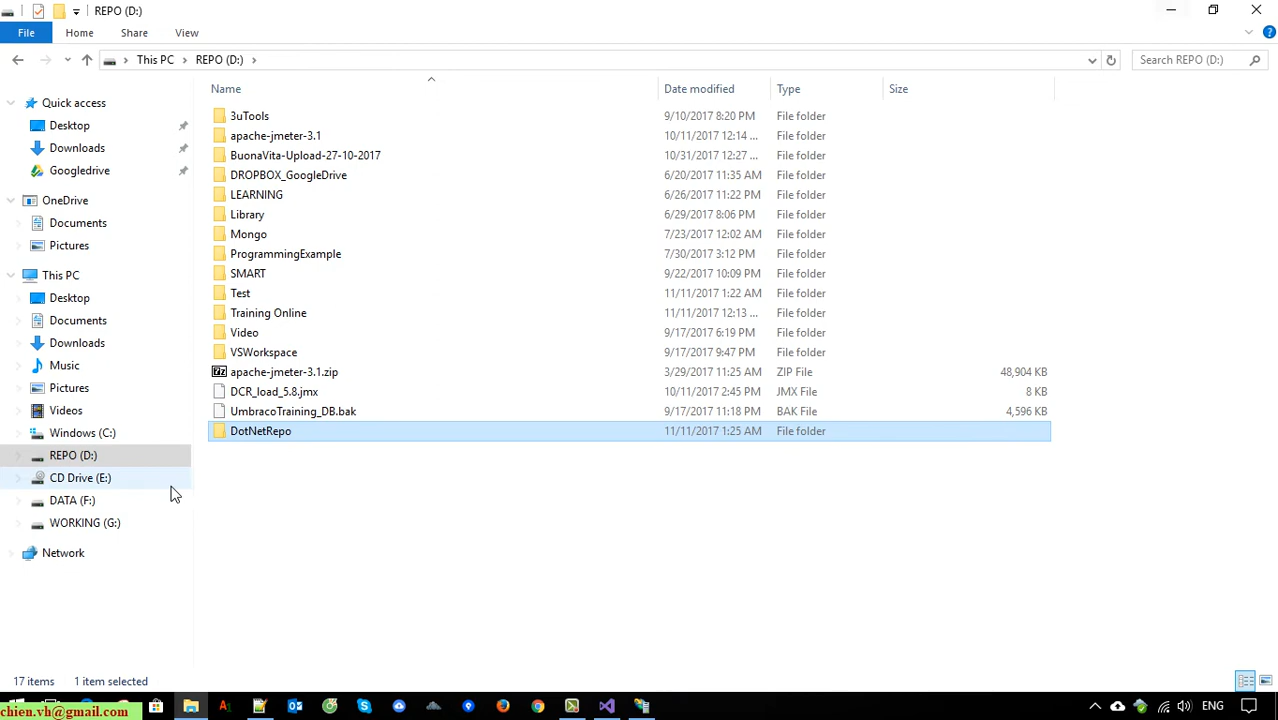 REPO (D:)
File Home Share View
This PC REPO (D:) Search REPO (D:)
Name Date modified Type Size
Quick access
Desktop
Downloads
Googledrive
OneDrive
Documents
Pictures
This PC
Desktop
Documents
Downloads
Music
Pictures
Videos
Windows (C:)
REPO (D:)
CD Drive (E:)
DATA (F:)
WORKING (G:)
Network
3uTools 9/10/2017 8:20 PM File folder
apache-jmeter-3.1 10/11/2017 12:14 ... File folder
BuonaVita-Upload-27-10-2017 10/31/2017 12:27 ... File folder
DROPBOX_GoogleDrive 6/20/2017 11:35 AM File folder
LEARNING 6/26/2017 11:22 PM File folder
Library 6/29/2017 8:06 PM File folder
Mongo 7/23/2017 12:02 AM File folder
ProgrammingExample 7/30/2017 3:12 PM File folder
SMART 9/22/2017 10:09 PM File folder
Test 11/11/2017 1:22 AM File folder
Training Online 11/11/2017 12:13 ... File folder
Video 9/17/2017 6:19 PM File folder
VSWorkspace 9/17/2017 9:47 PM File folder
apache-jmeter-3.1.zip 3/29/2017 11:25 AM ZIP File 48,904 KB
DCR_load_5.8.jmx 10/11/2017 2:45 PM JMX File 8 KB
UmbracoTraining_DB.bak 9/17/2017 11:18 PM BAK File 4,596 KB
DotNetRepo 11/11/2017 1:25 AM File folder
17 items 1 item selected
chien.vh@gmail.com
ENG